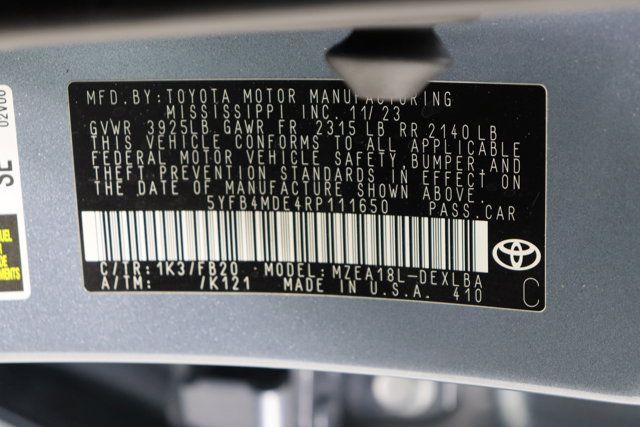 MFD.BY: TOYOTA MOTOR MANUFACTURING
MISSISSIPPI INC. 11/23
GVWR 3925LB GAWR FR 2315 LB RR 2140 LB
THIS VEHICLE CONFORMS TO ALL APPLICABLE
FEDERAL MOTOR VEHICLE SAFETY, BUMPER, AND
THEFT PREVENTION STANDARDS IN EFFECT ON
THE DATE OF MANUFACTURE SHOWN ABOVE.
5YFB4MDE4RP111650 PASS.CAR
C/TR: 1K3/FB20 MODEL: MZEA18L-DEXLBA
A/TM: /K121 MADE IN U.S.A. 410
C
SE